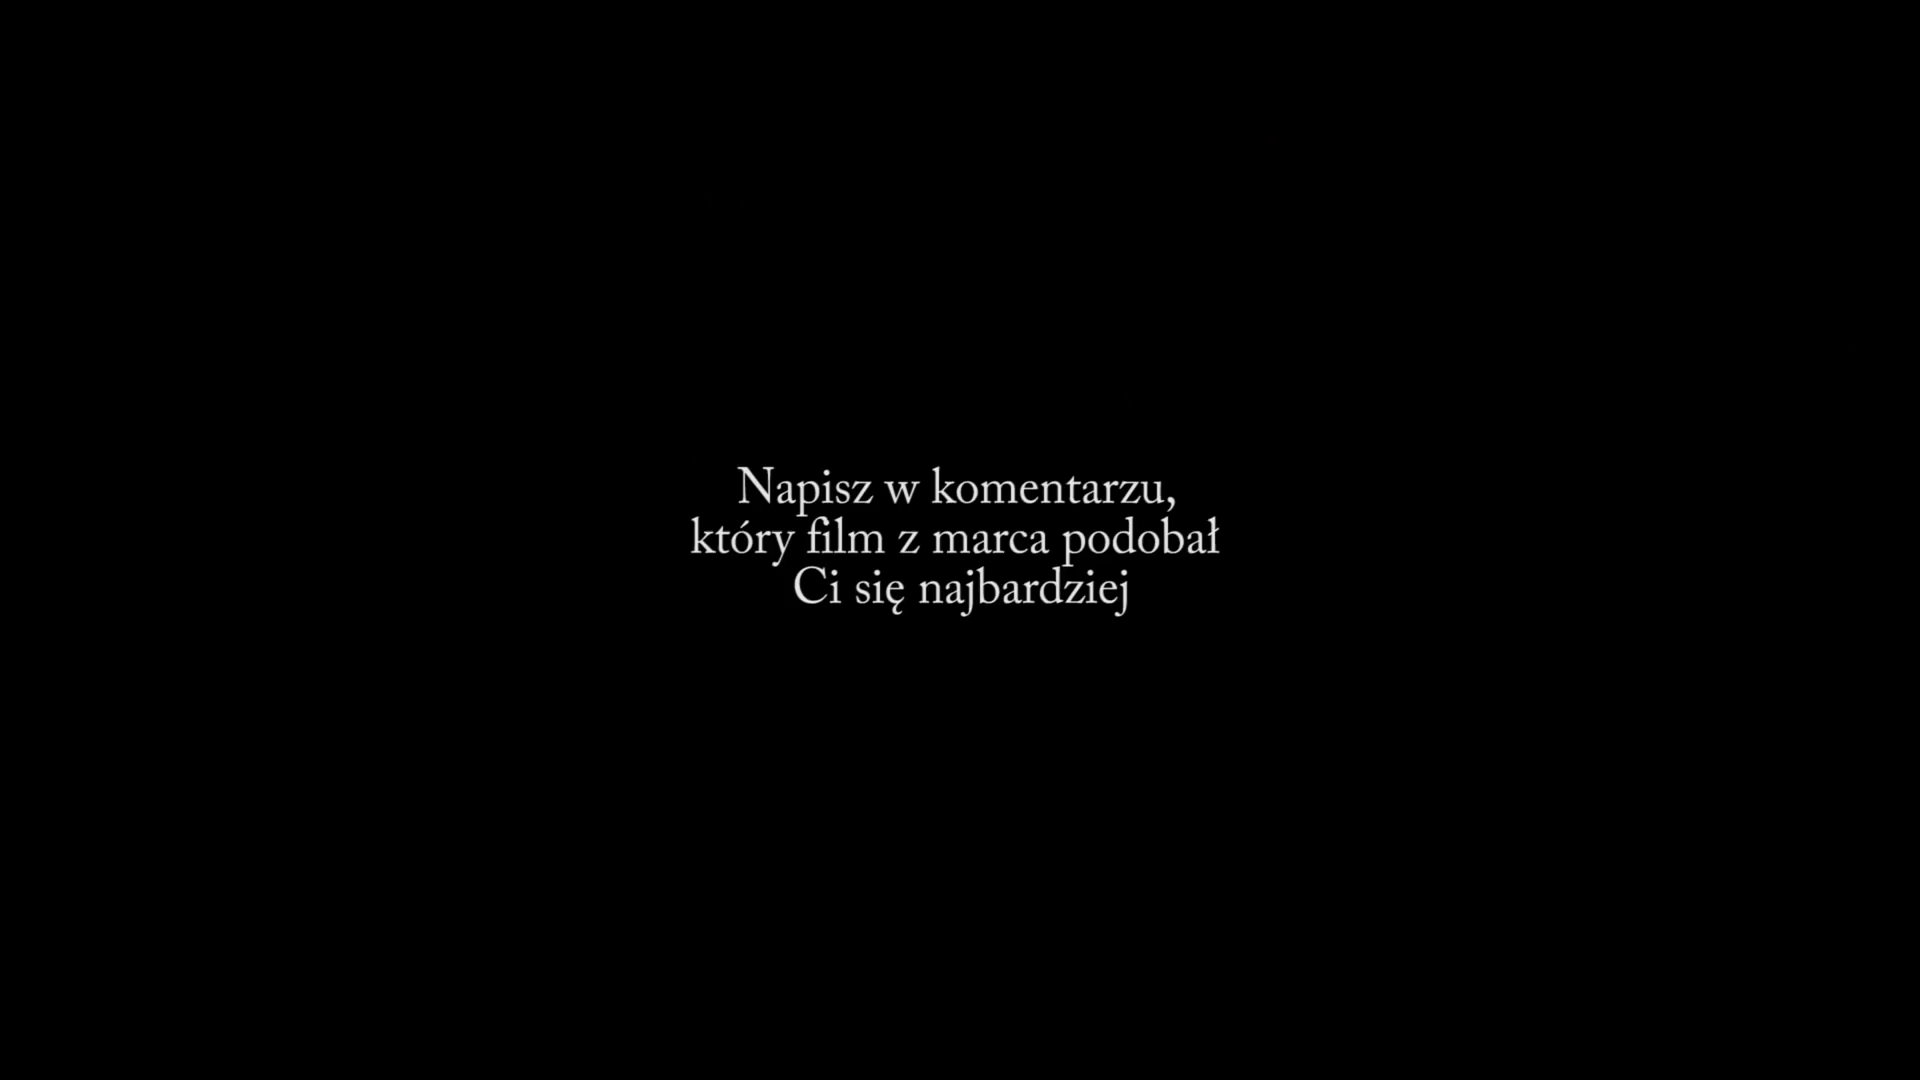 Napisz w komentarzu,
który film z marca podobał
Ci się najbardziej